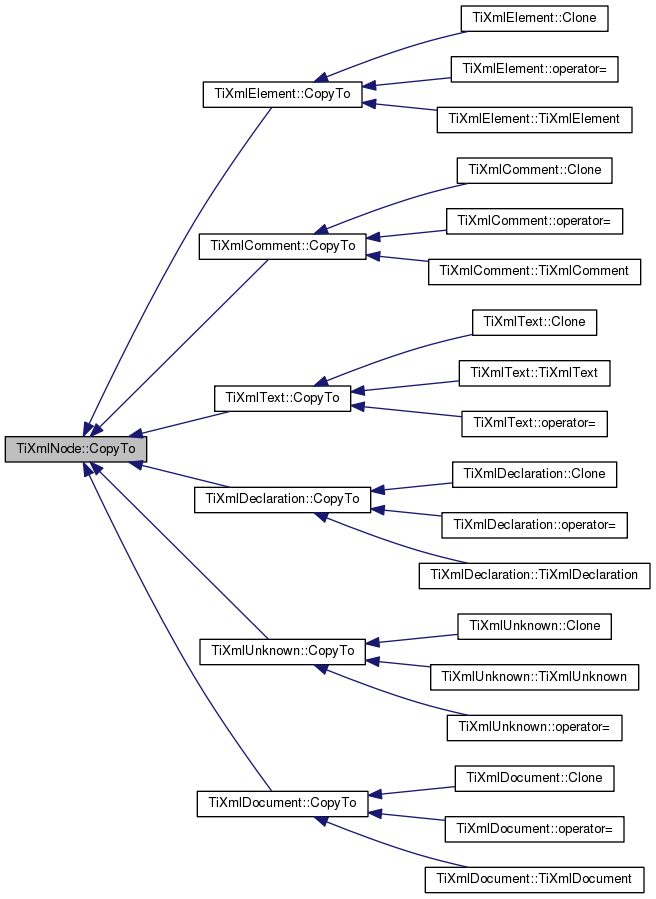 TiXmlElement::Clone
TiXmlElement::operator=
TiXmlElement::CopyTo
TiXmlElement::TiXmlElement
TiXmlComment::Clone
TiXmlComment::operator=
TiXmlComment::CopyTo
TiXmlComment::TiXmlComment
TiXmlText::Clone
TiXmlText::TiXmlText
TiXmlText::CopyTo
TiXmlText::operator=
TiXmlNode::CopyTo
TiXmlDeclaration::Clone
TiXmlDeclaration::CopyTo
TiXmlDeclaration::operator=
TiXmlDeclaration::TiXmlDeclaration
TiXmlUnknown::Clone
TiXmlUnknown::CopyTo
TiXmlUnknown::TiXmlUnknown
TiXmlUnknown::operator=
TiXmlDocument::Clone
TiXmlDocument::CopyTo
TiXmlDocument::operator=
TiXmlDocument::TiXmlDocument